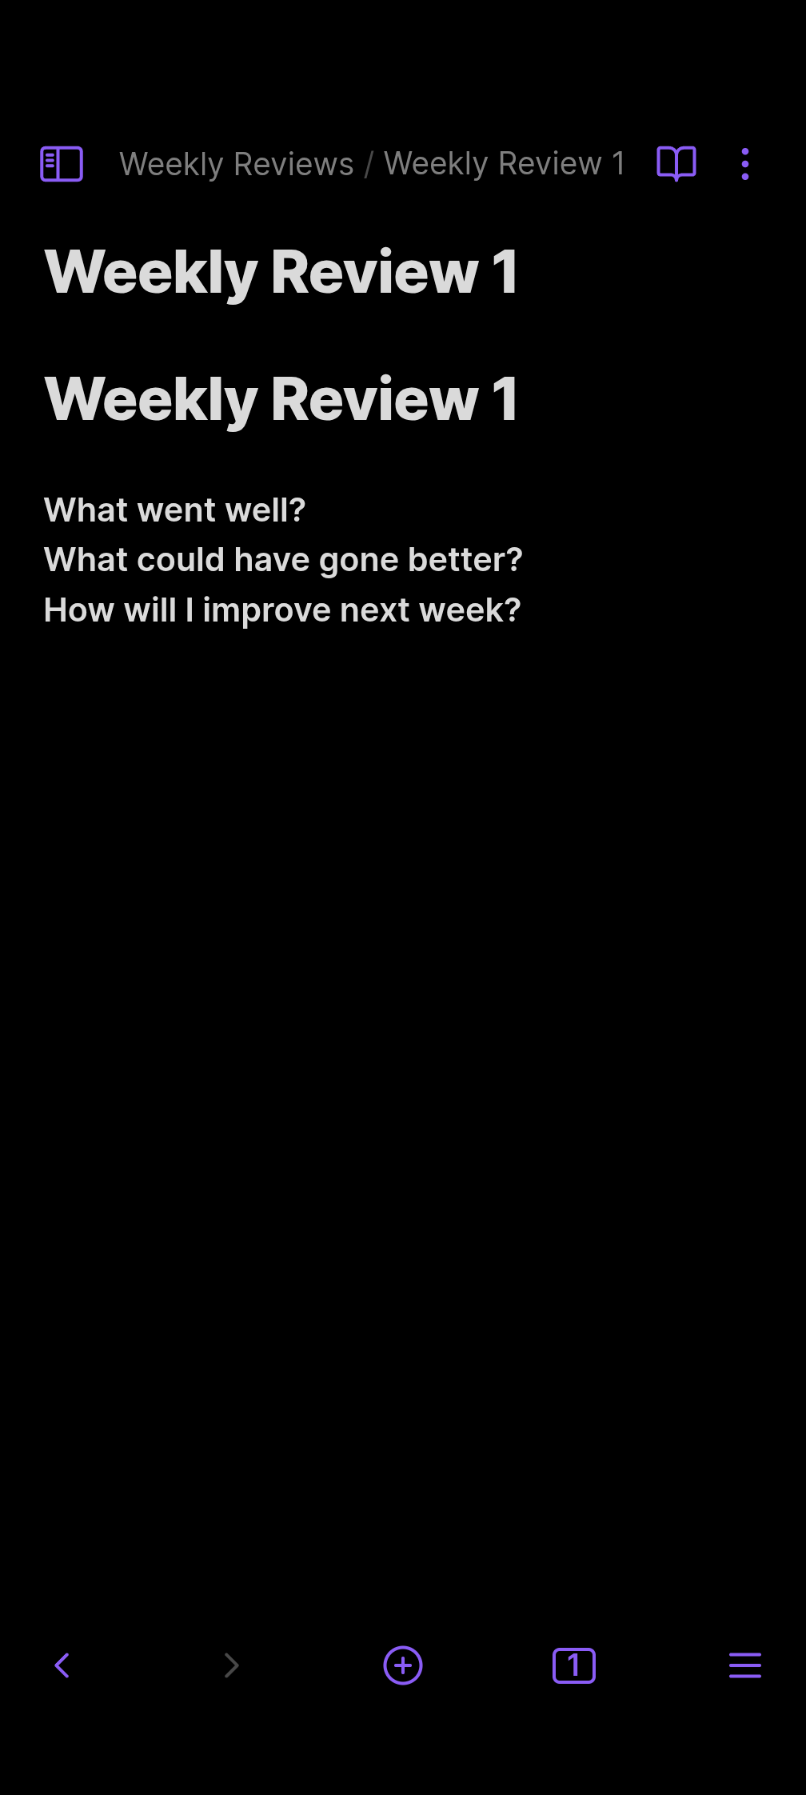 Weekly Reviews / Weekly Review 1
Weekly Review 1
Weekly Review 1
What went well?
What could have gone better?
How will I improve next week?
1